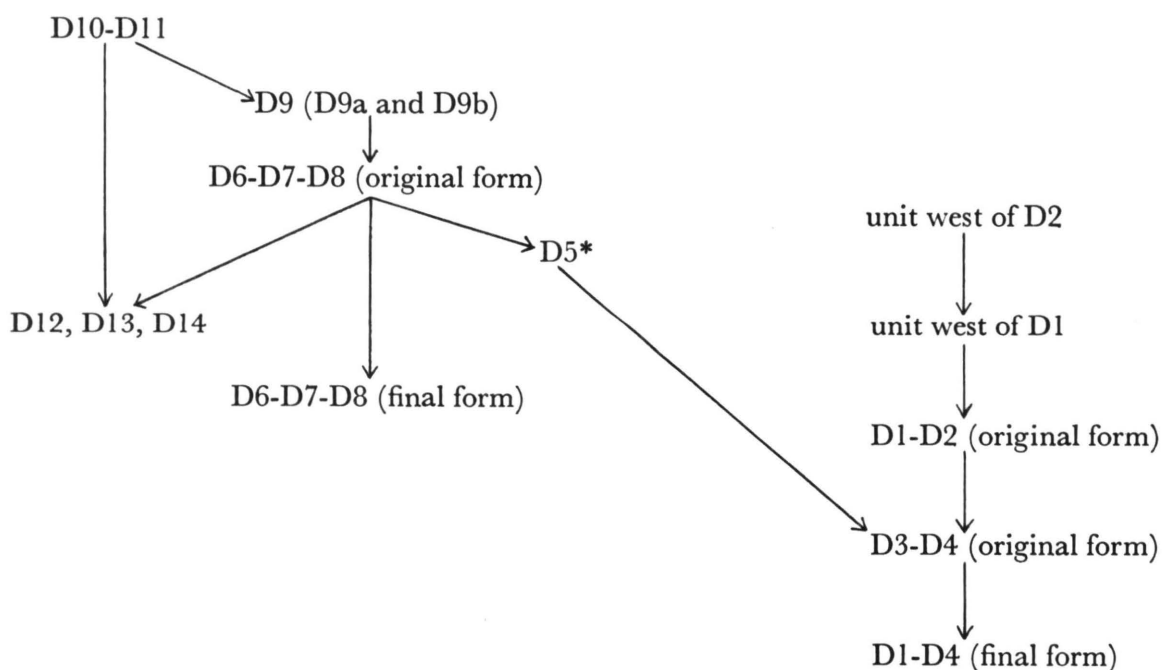 D10-D11
D9 (D9a and D9b)
D6-D7-D8 (original form)
unit west of D2
D5*
D12, D13, D14
unit west of D1
D6-D7-D8 (final form)
D1-D2 (original form)
D3-D4 (original form)
D1-D4 (final form)